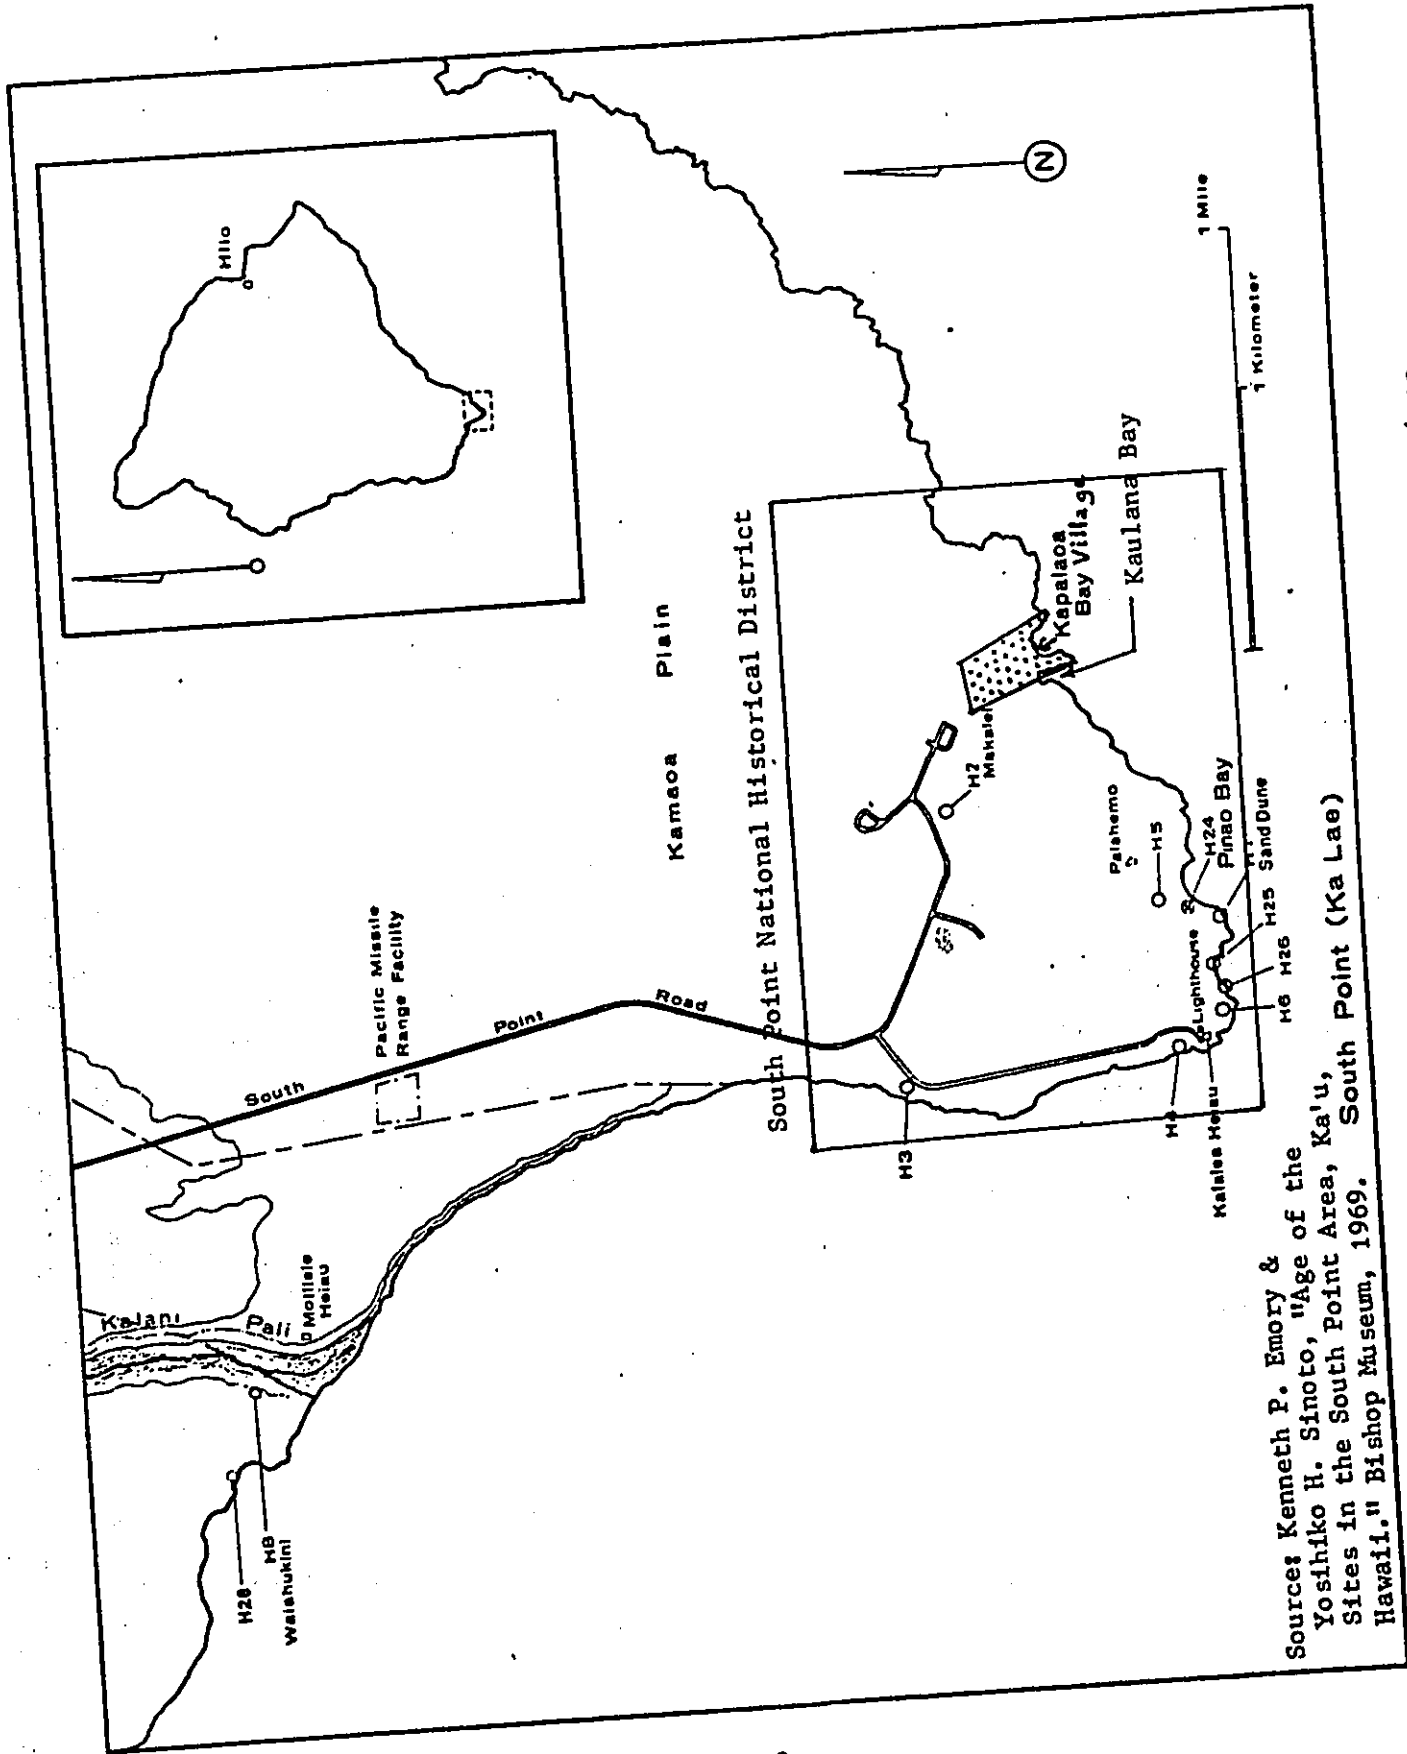 Hilo
N
Kamaoa Plain
Pacific Missile
Range Facility
South Point Road
Kalani Pali
Mollilele
Heiau
H28
H8
Waiahukini
South Point National Historical District
H7
Makalei
Kapalaoa
Bay Village
Kaulana Bay
Palahemo
H5
H24
Pinao Bay
Sand Dune
H25
H26
H6
Lighthouse
H3
H4
Kalalea Heiau
1 Mile
1 Kilometer
Source: Kenneth P. Emory &
Yosihiko H. Sinoto, "Age of the
Sites in the South Point Area, Ka'u,
Hawaii." Bishop Museum, 1969.
South Point (Ka Lae)